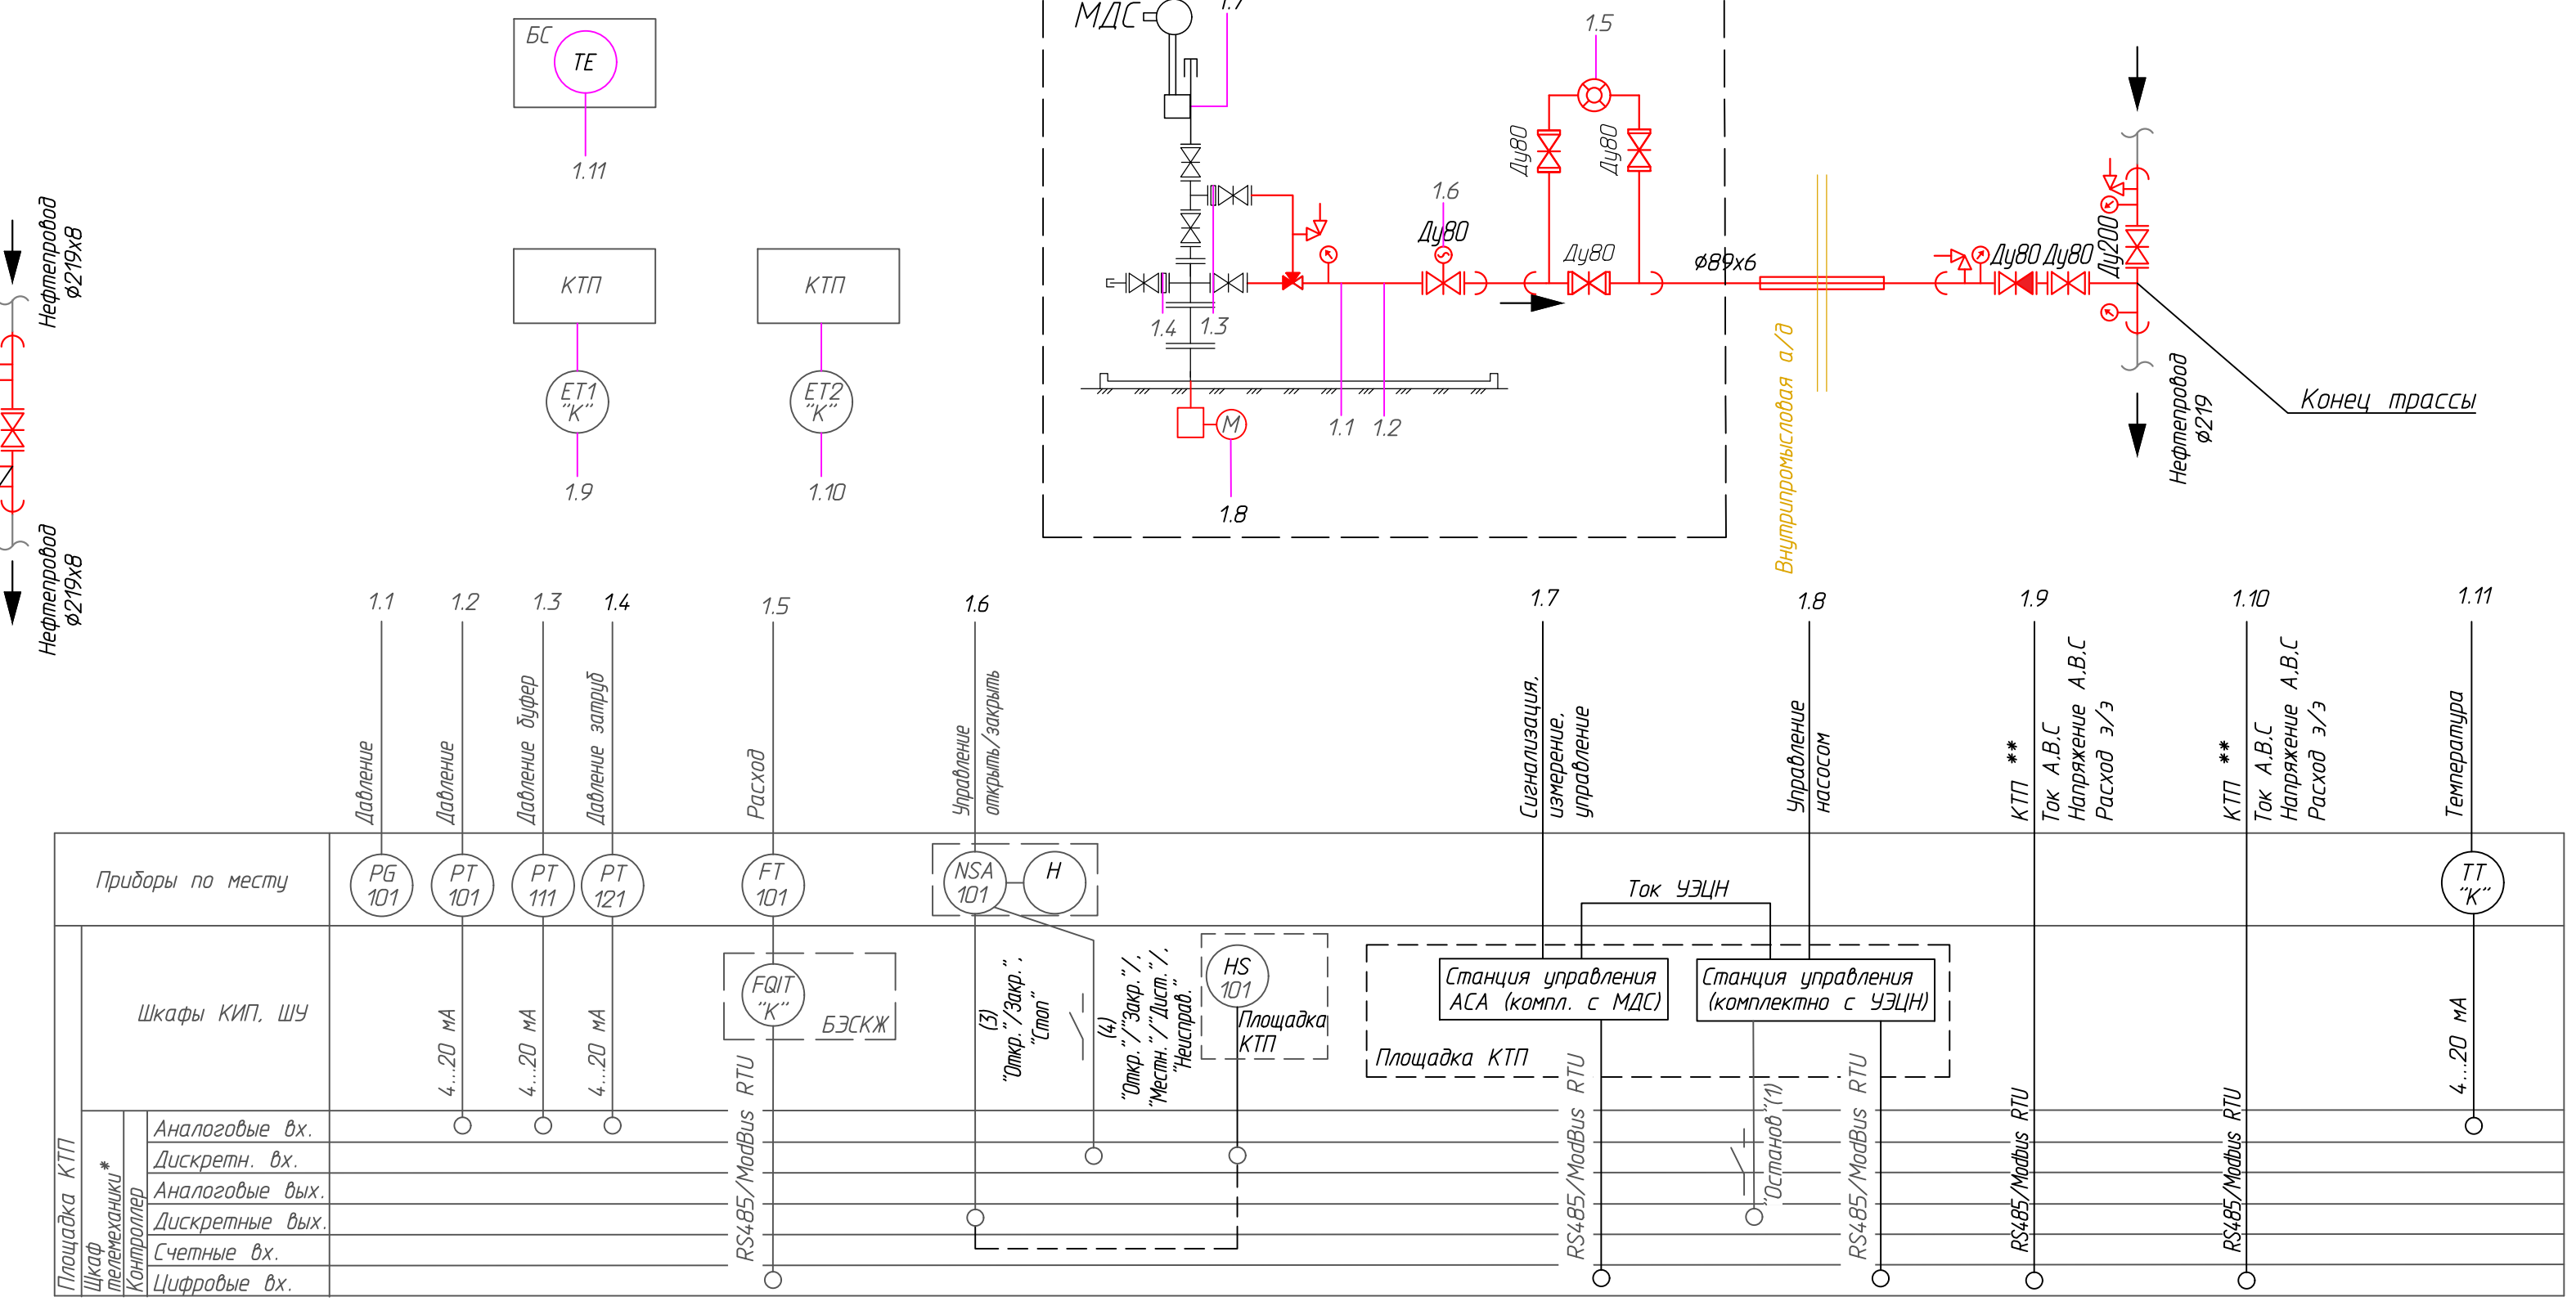 БС
ТЕ
1.11
КТП
КТП
ЕТ1
"К"
ЕТ2
"К"
1.9
1.10
Нефтепровод
ф219х8
Нефтепровод
ф219х8
МДС
1.7
1.5
Ду80
Ду80
1.6
Ду80
Ду80
ф89х6
1.4
1.3
1.1
1.2
М
1.8
Внутрипромысловая а/д
Ду80
Ду80
Ду200
Нефтепровод
ф219
Конец трассы
1.1
1.2
1.3
1.4
1.5
1.6
1.7
1.8
1.9
1.10
1.11
Давление
Давление
Давление буфер
Давление затруб
Расход
Управление
открыть/закрыть
Сигнализация,
измерение,
управление
Управление
насосом
КТП **
Ток А,В,С
Напряжение А,В,С
Расход э/э
КТП **
Ток А,В,С
Напряжение А,В,С
Расход э/э
Температура
Приборы по месту
PG
101
PT
101
PT
111
PT
121
FT
101
NSA
101
H
Ток УЭЦН
TT
"К"
Шкафы КИП, ШУ
4...20 мА
4...20 мА
4...20 мА
FQIT
"К"
БЭСКЖ
RS485/ModBus RTU
(3)
"Откр."/Закр.",
"Стоп"
(4)
"Откр."/"Закр."/,
"Местн."/"Дист."/,
"Неисправ."
HS
101
Площадка
КТП
Станция управления
АСА (компл. с МДС)
Станция управления
(комплектно с УЭЦН)
Площадка КТП
RS485/ModBus RTU
"Останов"(1)
RS485/ModBus RTU
RS485/Modbus RTU
RS485/Modbus RTU
4...20 мА
Площадка КТП
Шкаф
телемеханики*
Контроллер
Аналоговые вх.
Дискретн. вх.
Аналоговые вых.
Дискретные вых.
Счетные вх.
Цифровые вх.